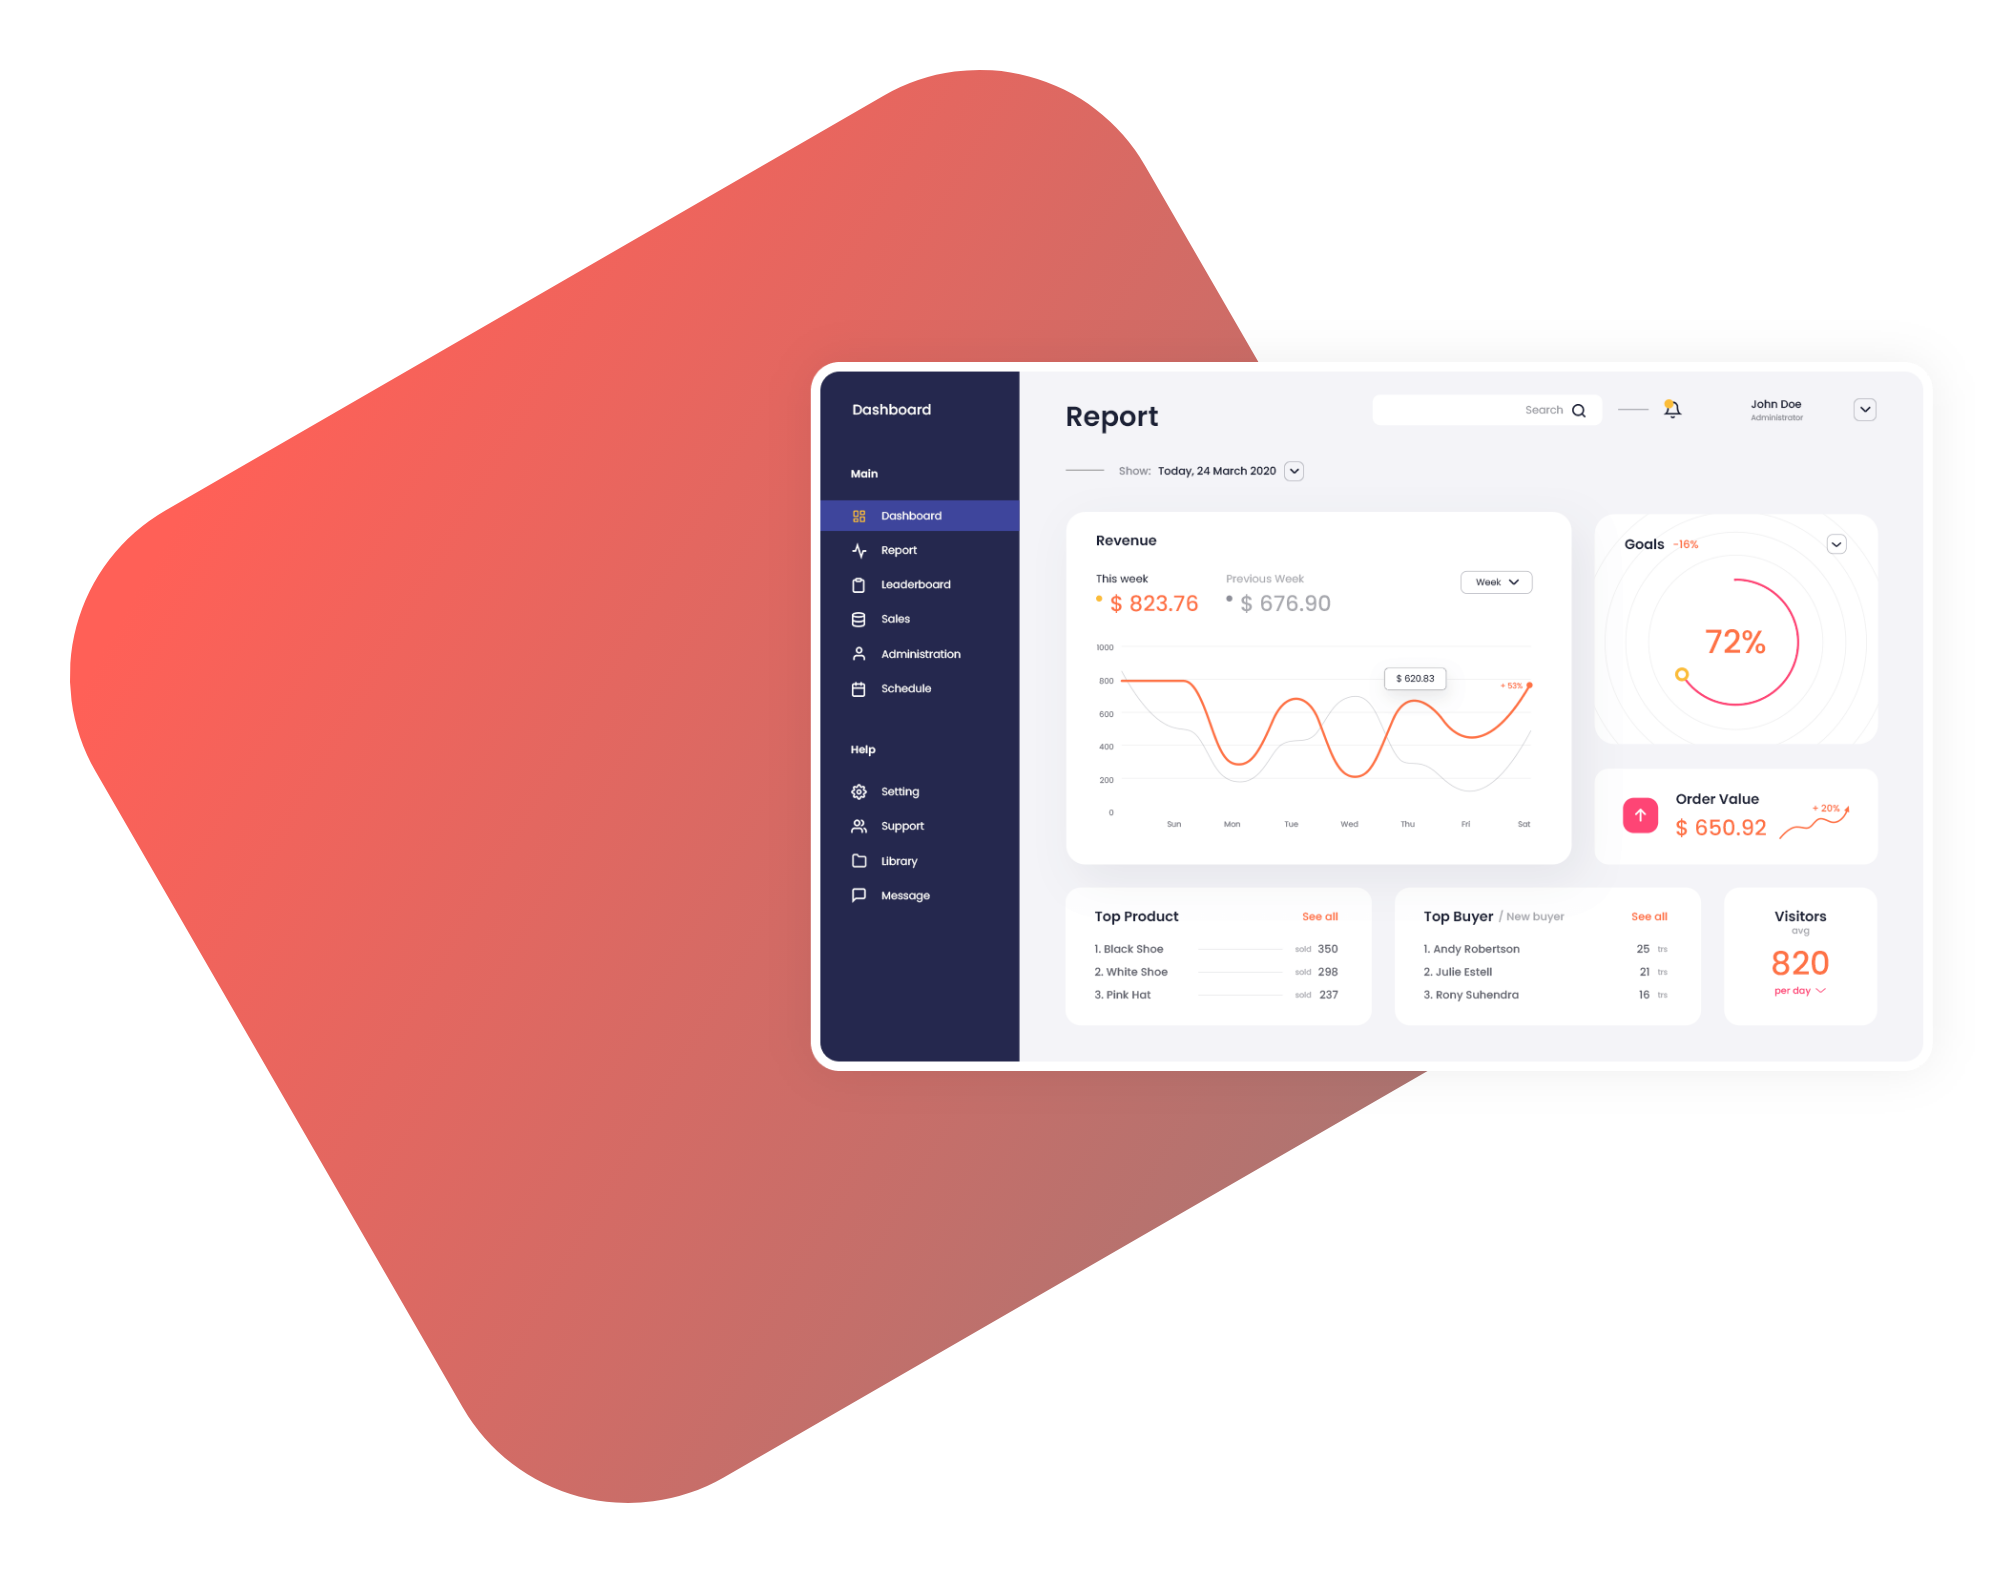 Dashboard
Main
Dashboard
Report
Leaderboard
Sales
Administration
Schedule
Help
Setting
Support
Library
Message
Report
Search
John Doe
Administrator
Show: Today, 24 March 2020
Revenue
This week
$ 823.76
Previous Week
$ 676.90
Week
1000
800
600
400
200
0
$ 620.83
+ 53%
Sun Mon Tue Wed Thu Fri Sat
Goals -16%
72%
Order Value
$ 650.92
+ 20%
Top Product See all
1. Black Shoe sold 350
2. White Shoe sold 298
3. Pink Hat sold 237
Top Buyer / New buyer See all
1. Andy Robertson 25 trs
2. Julie Estell 21 trs
3. Rony Suhendra 16 trs
Visitors
avg
820
per day